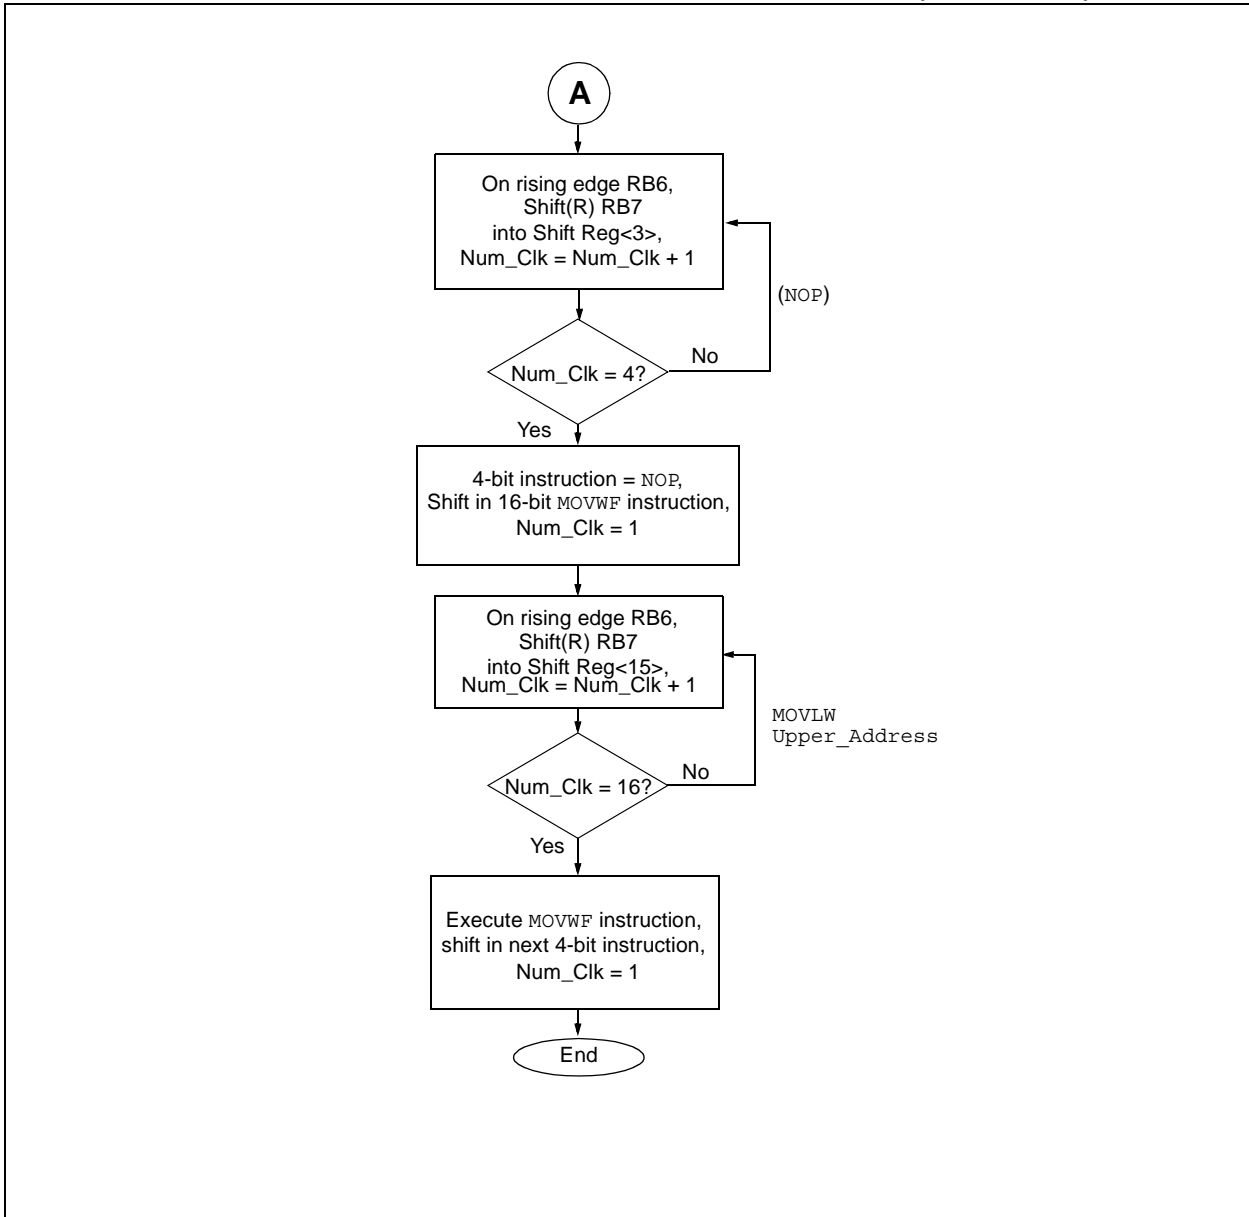 A
On rising edge RB6,
Shift(R) RB7
into Shift Reg<3>,
Num_Clk = Num_Clk + 1
(NOP)
No
Num_Clk = 4?
Yes
4-bit instruction = NOP,
Shift in 16-bit MOVWF instruction,
Num_Clk = 1
On rising edge RB6,
Shift(R) RB7
into Shift Reg<15>,
Num_Clk = Num_Clk + 1
MOVLW
Upper_Address
No
Num_Clk = 16?
Yes
Execute MOVWF instruction,
shift in next 4-bit instruction,
Num_Clk = 1
End